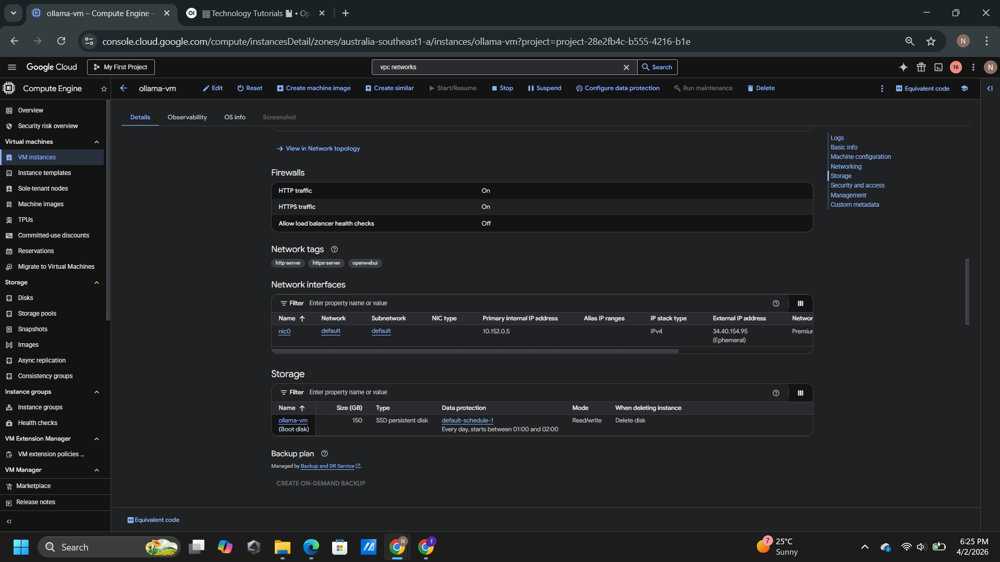 ollama-vm – Compute Engine –
Technology Tutorials • Op
console.cloud.google.com/compute/instancesDetail/zones/australia-southeast1-a/instances/ollama-vm?project=project-28e2fb4c-b555-4216-b1e
N
Google Cloud
My First Project
vpc networks
Search
16
N
Compute Engine
ollama-vm
Edit
Reset
Create machine image
Create similar
Start/Resume
Stop
Suspend
Configure data protection
Run maintenance
Delete
Equivalent code
Overview
Security risk overview
Virtual machines
VM instances
Instance templates
Sole-tenant nodes
Machine images
TPUs
Committed-use discounts
Reservations
Migrate to Virtual Machines
Storage
Disks
Storage pools
Snapshots
Images
Async replication
Consistency groups
Instance groups
Instance groups
Health checks
VM Extension Manager
VM extension policies ...
VM Manager
Marketplace
Release notes
Details
Observability
OS info
Screenshot
View in Network topology
Firewalls
HTTP traffic On
HTTPS traffic On
Allow load balancer health checks Off
Network tags
http-server https-server openwebui
Network interfaces
Filter Enter property name or value
Name Network Subnetwork NIC type Primary internal IP address Alias IP ranges IP stack type External IP address Networ
nic0 default default 10.152.0.5 IPv4 34.40.154.95 Premiur
(Ephemeral)
Storage
Filter Enter property name or value
Name Size (GB) Type Data protection Mode When deleting instance
ollama-vm 150 SSD persistent disk default-schedule-1 Read/write Delete disk
(Boot disk) Every day, starts between 01:00 and 02:00
Backup plan
Managed by Backup and DR Service.
CREATE ON-DEMAND BACKUP
Equivalent code
Logs
Basic info
Machine configuration
Networking
Storage
Security and access
Management
Custom metadata
Search
N
f
7
25°C
Sunny
6:25 PM
4/2/2026